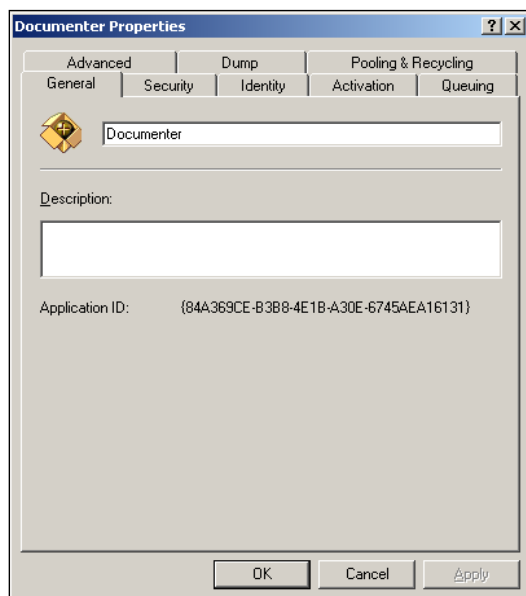 Documenter Properties
Advanced Dump Pooling & Recycling
General Security Identity Activation Queuing
Documenter
Description:
Application ID: {84A369CE-B3B8-4E1B-A30E-6745AEA16131}
OK Cancel Apply